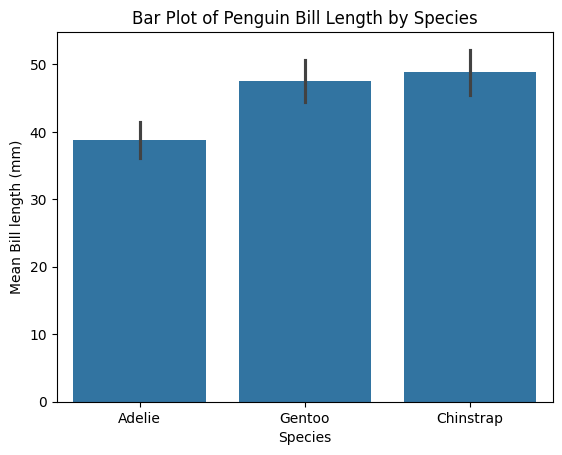 Bar Plot of Penguin Bill Length by Species
Mean Bill length (mm)
50
40
30
20
10
0
Adelie
Gentoo
Chinstrap
Species